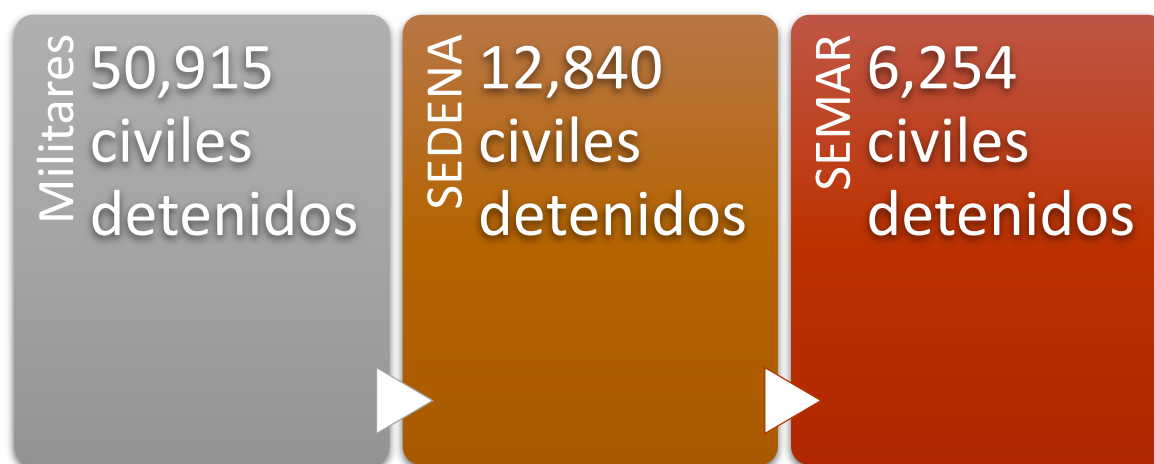 Militares
50,915
civiles
detenidos
SEDENA
12,840
civiles
detenidos
SEMAR
6,254
civiles
detenidos